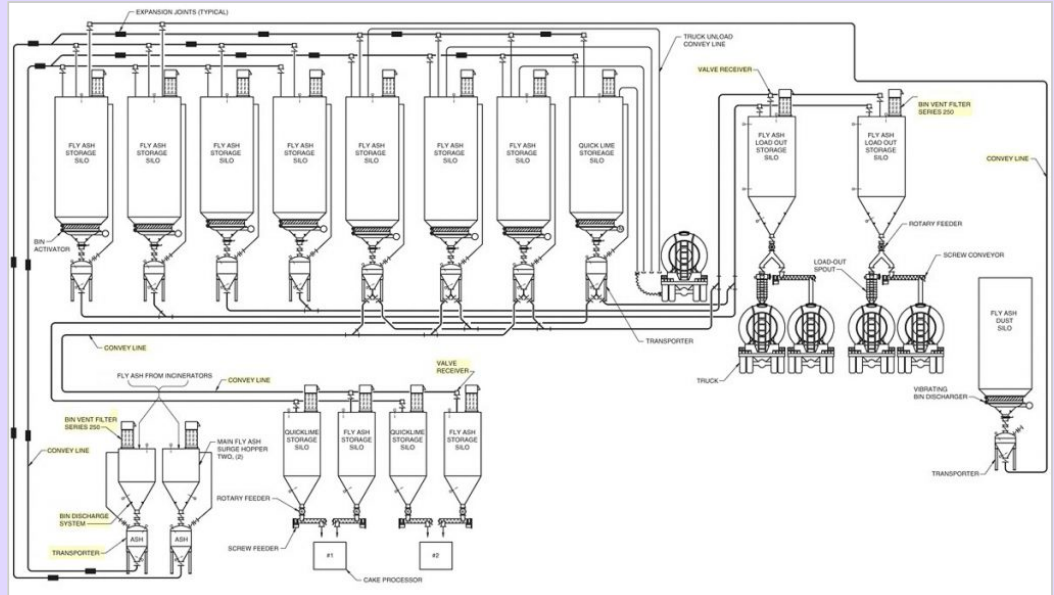 EXPANSION JOINTS (TYPICAL)
TRUCK UNLOAD
CONVEY LINE
VALVE RECEIVER
BIN VENT FILTER
SERIES 250
FLY ASH
STORAGE
SILO
FLY ASH
STORAGE
SILO
FLY ASH
STORAGE
SILO
FLY ASH
STORAGE
SILO
FLY ASH
STORAGE
SILO
FLY ASH
STORAGE
SILO
FLY ASH
STORAGE
SILO
QUICK LIME
STOREAGE
SILO
FLY ASH
LOAD OUT
STORAGE
SILO
FLY ASH
LOAD OUT
STORAGE
SILO
CONVEY LINE
BIN
ACTIVATOR
ROTARY FEEDER
LOAD-OUT
SPOUT
SCREW CONVEYOR
FLY ASH
DUST
SILO
TRANSPORTER
CONVEY LINE
TRUCK
VIBRATING
BIN DISCHARGER
TRANSPORTER
FLY ASH FROM INCINERATORS
CONVEY LINE
VALVE
RECEIVER
BIN VENT FILTER
SERIES 250
CONVEY LINE
MAIN FLY ASH
SURGE HOPPER
TWO, (2)
QUICKLIME
STORAGE
SILO
FLY ASH
STORAGE
SILO
QUICKLIME
STORAGE
SILO
FLY ASH
STORAGE
SILO
ROTARY FEEDER
BIN DISCHARGE
SYSTEM
TRANSPORTER
ASH
ASH
SCREW FEEDER
#1
#2
CAKE PROCESSOR